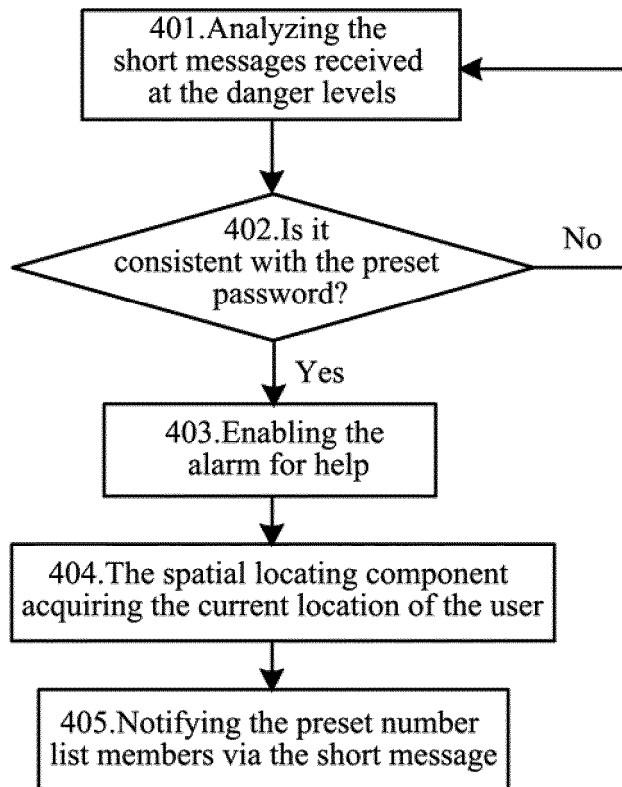 401.Analyzing the
short messages received
at the danger levels
402.Is it
consistent with the preset
password?
No
Yes
403.Enabling the
alarm for help
404.The spatial locating component
acquiring the current location of the user
405.Notifying the preset number
list members via the short message